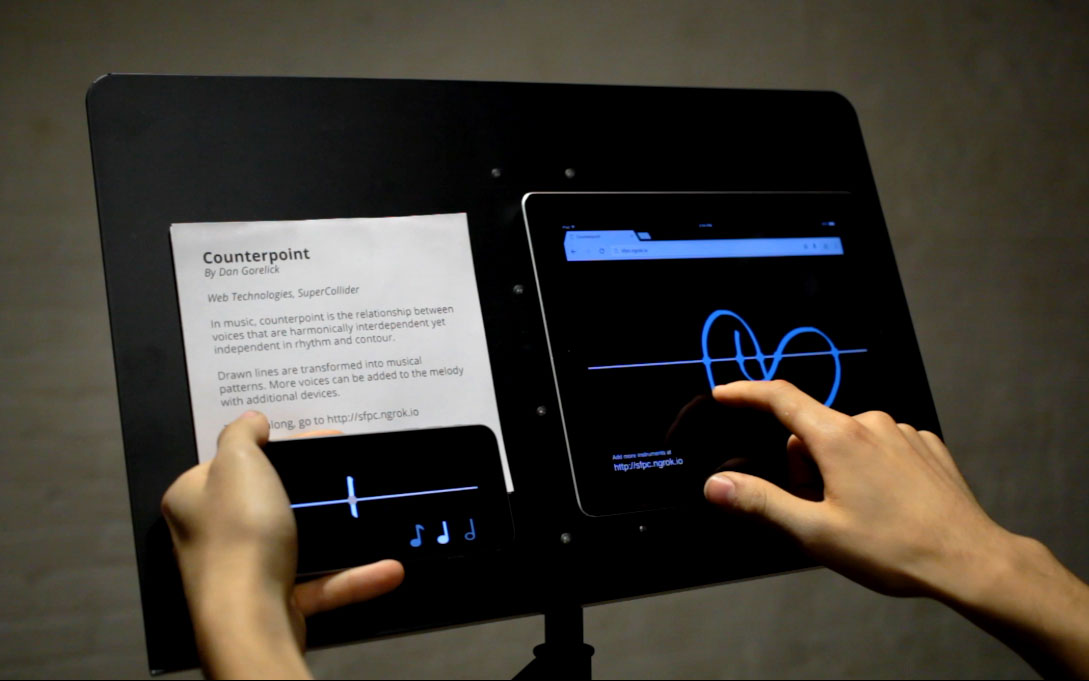 Counterpoint
By Dan Gorelick
Web Technologies, SuperCollider
In music, counterpoint is the relationship between
voices that are harmonically interdependent yet
independent in rhythm and contour.
Drawn lines are transformed into musical
patterns. More voices can be added to the melody
with additional devices.
along, go to http://sfpc.ngrok.io
Add more instruments at
http://sfpc.ngrok.io